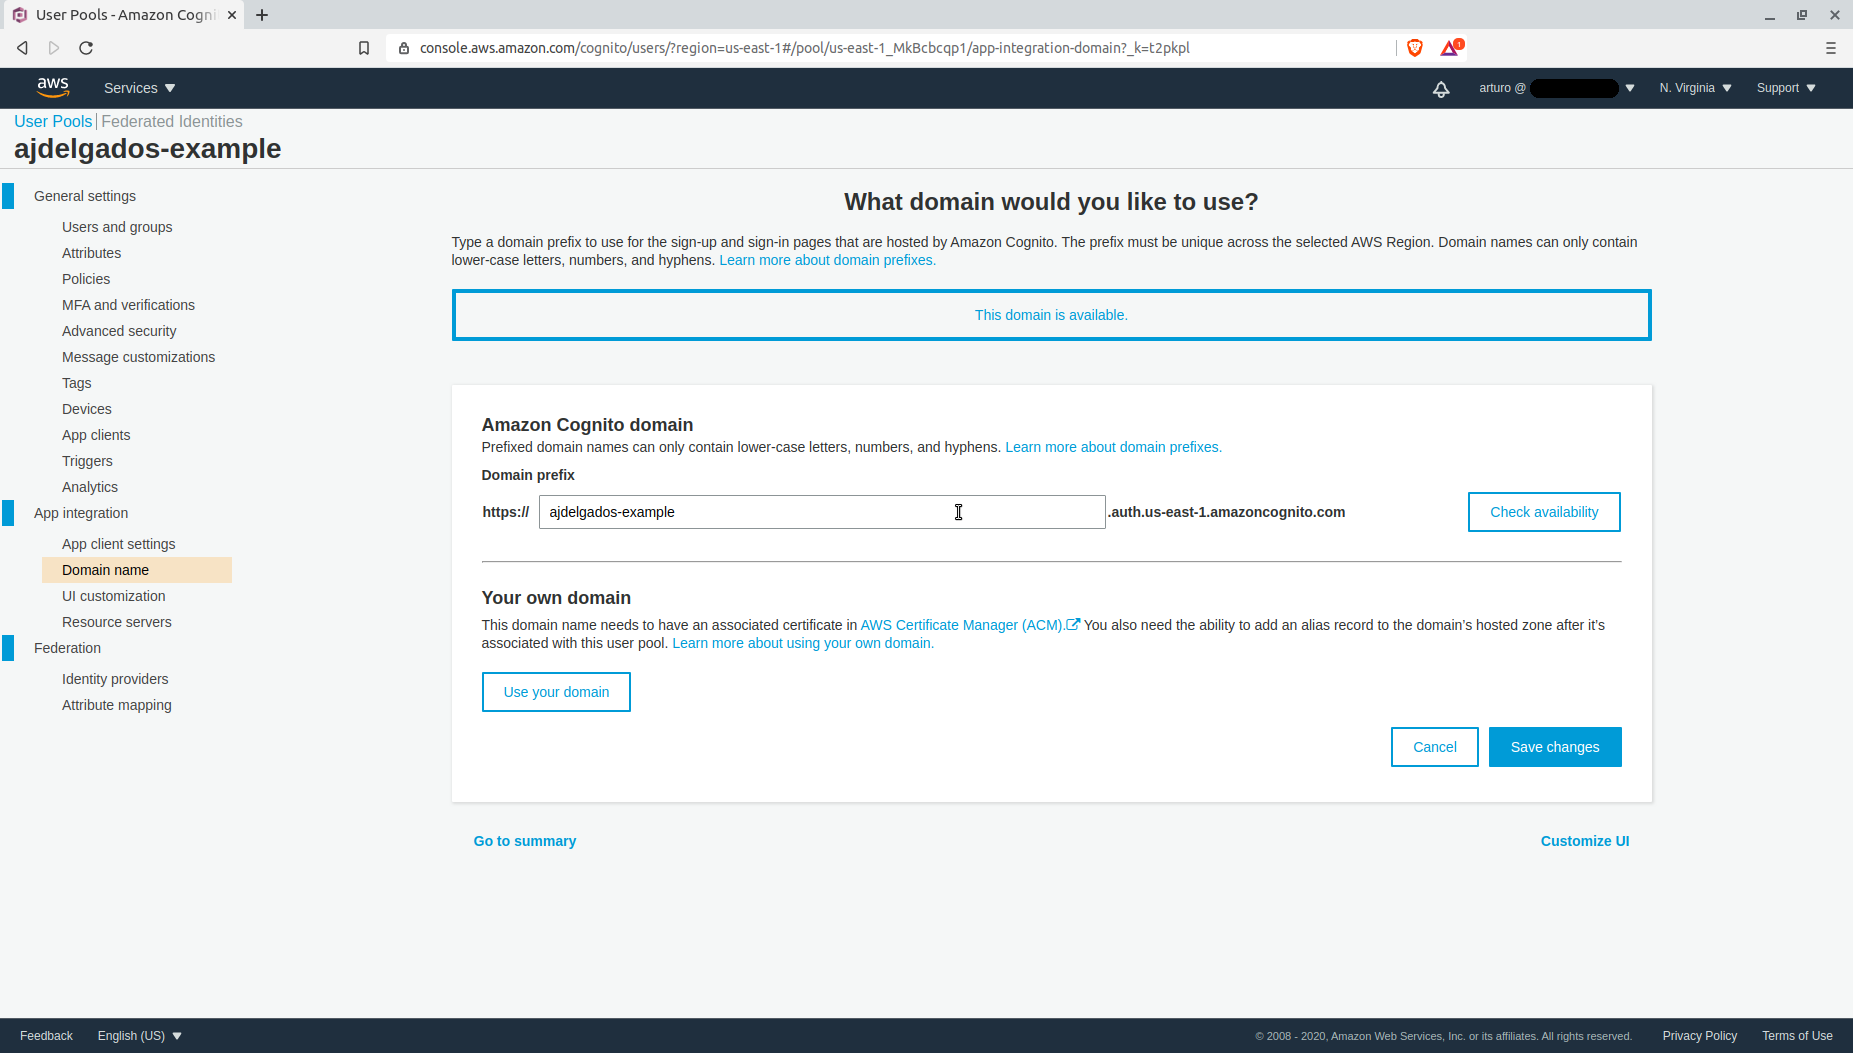 User Pools - Amazon Cogni
console.aws.amazon.com/cognito/users/?region=us-east-1#/pool/us-east-1_MkBcbcqp1/app-integration-domain?_k=t2pkpl
1
aws
Services
arturo @
N. Virginia
Support
User Pools | Federated Identities
ajdelgados-example
General settings
Users and groups
Attributes
Policies
MFA and verifications
Advanced security
Message customizations
Tags
Devices
App clients
Triggers
Analytics
App integration
App client settings
Domain name
UI customization
Resource servers
Federation
Identity providers
Attribute mapping
What domain would you like to use?
Type a domain prefix to use for the sign-up and sign-in pages that are hosted by Amazon Cognito. The prefix must be unique across the selected AWS Region. Domain names can only contain
lower-case letters, numbers, and hyphens. Learn more about domain prefixes.
This domain is available.
Amazon Cognito domain
Prefixed domain names can only contain lower-case letters, numbers, and hyphens. Learn more about domain prefixes.
Domain prefix
https:// ajdelgados-example .auth.us-east-1.amazoncognito.com Check availability
Your own domain
This domain name needs to have an associated certificate in AWS Certificate Manager (ACM). You also need the ability to add an alias record to the domain's hosted zone after it's
associated with this user pool. Learn more about using your own domain.
Use your domain
Cancel Save changes
Go to summary Customize UI
Feedback English (US) © 2008 - 2020, Amazon Web Services, Inc. or its affiliates. All rights reserved. Privacy Policy Terms of Use